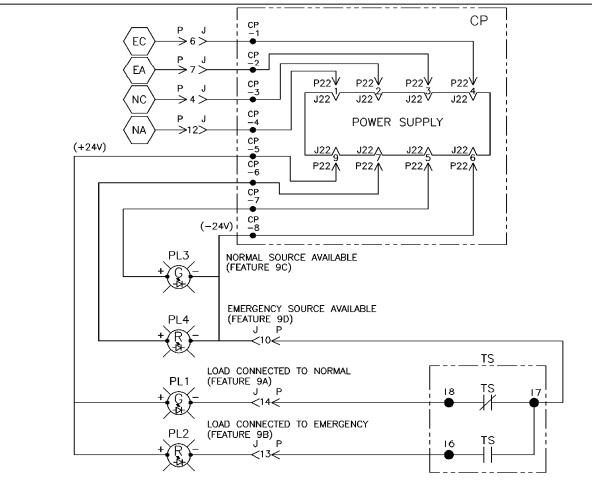 CP
EC P 6 J CP -1
EA 7 CP -2
NC 4 CP -3
NA 12 CP -4
P22 P22 P22 P22
1 2 3 4
J22 J22 J22 J22
POWER SUPPLY
J22 J22 J22 J22
9 7 5 6
P22 P22 P22 P22
(+24V) CP -5
CP -6
CP -7
(-24V) CP -8
PL3 NORMAL SOURCE AVAILABLE
(FEATURE 9C)
+ G -
PL4 EMERGENCY SOURCE AVAILABLE
(FEATURE 9D)
J P
+ R - 10
TS
PL1 LOAD CONNECTED TO NORMAL
(FEATURE 9A)
J P
+ G - 14 18 TS 17
PL2 LOAD CONNECTED TO EMERGENCY
(FEATURE 9B)
J P
+ R - 13 16 TS